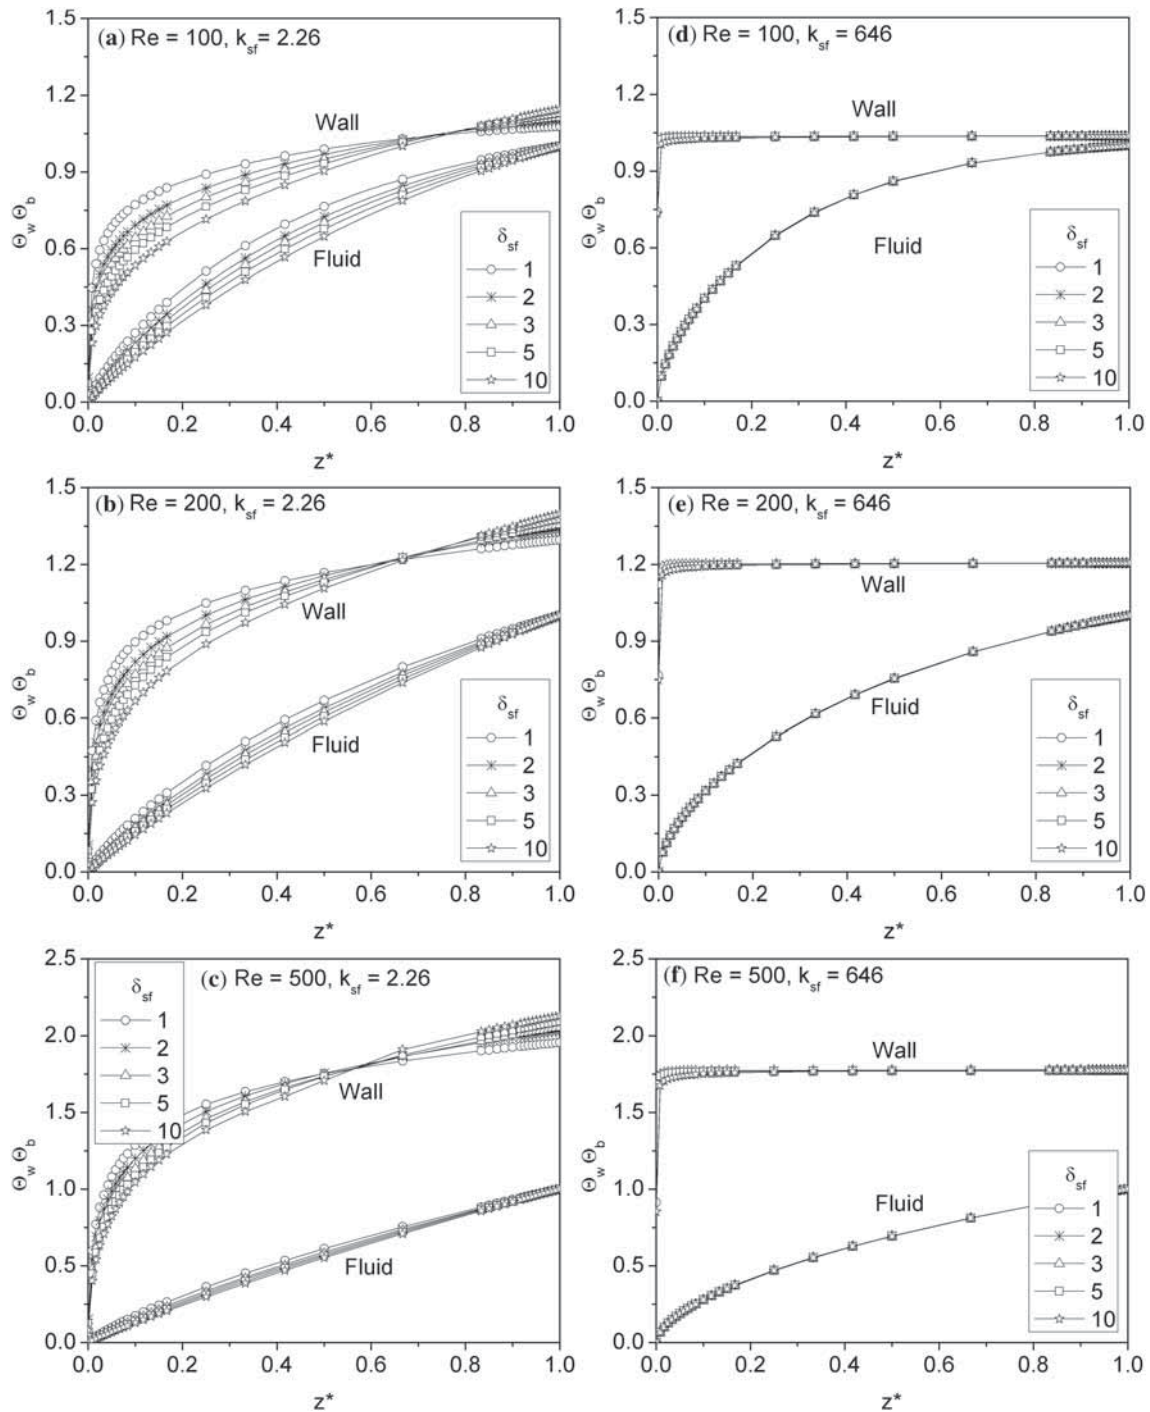 (a) Re = 100, k_sf = 2.26
Θ_w Θ_b
1.5
1.2
0.9
0.6
0.3
0.0
Wall
Fluid
δ_sf
1
2
3
5
10
0.0 0.2 0.4 0.6 0.8 1.0
z*
(d) Re = 100, k_sf = 646
Θ_w Θ_b
1.5
1.2
0.9
0.6
0.3
0.0
Wall
Fluid
δ_sf
1
2
3
5
10
0.0 0.2 0.4 0.6 0.8 1.0
z*
(b) Re = 200, k_sf = 2.26
Θ_w Θ_b
1.5
1.2
0.9
0.6
0.3
0.0
Wall
Fluid
δ_sf
1
2
3
5
10
0.0 0.2 0.4 0.6 0.8 1.0
z*
(e) Re = 200, k_sf = 646
Θ_w Θ_b
1.5
1.2
0.9
0.6
0.3
0.0
Wall
Fluid
δ_sf
1
2
3
5
10
0.0 0.2 0.4 0.6 0.8 1.0
z*
(c) Re = 500, k_sf = 2.26
Θ_w Θ_b
2.5
2.0
1.5
1.0
0.5
0.0
δ_sf
1
2
3
5
10
Wall
Fluid
0.0 0.2 0.4 0.6 0.8 1.0
z*
(f) Re = 500, k_sf = 646
Θ_w Θ_b
2.5
2.0
1.5
1.0
0.5
0.0
Wall
Fluid
δ_sf
1
2
3
5
10
0.0 0.2 0.4 0.6 0.8 1.0
z*